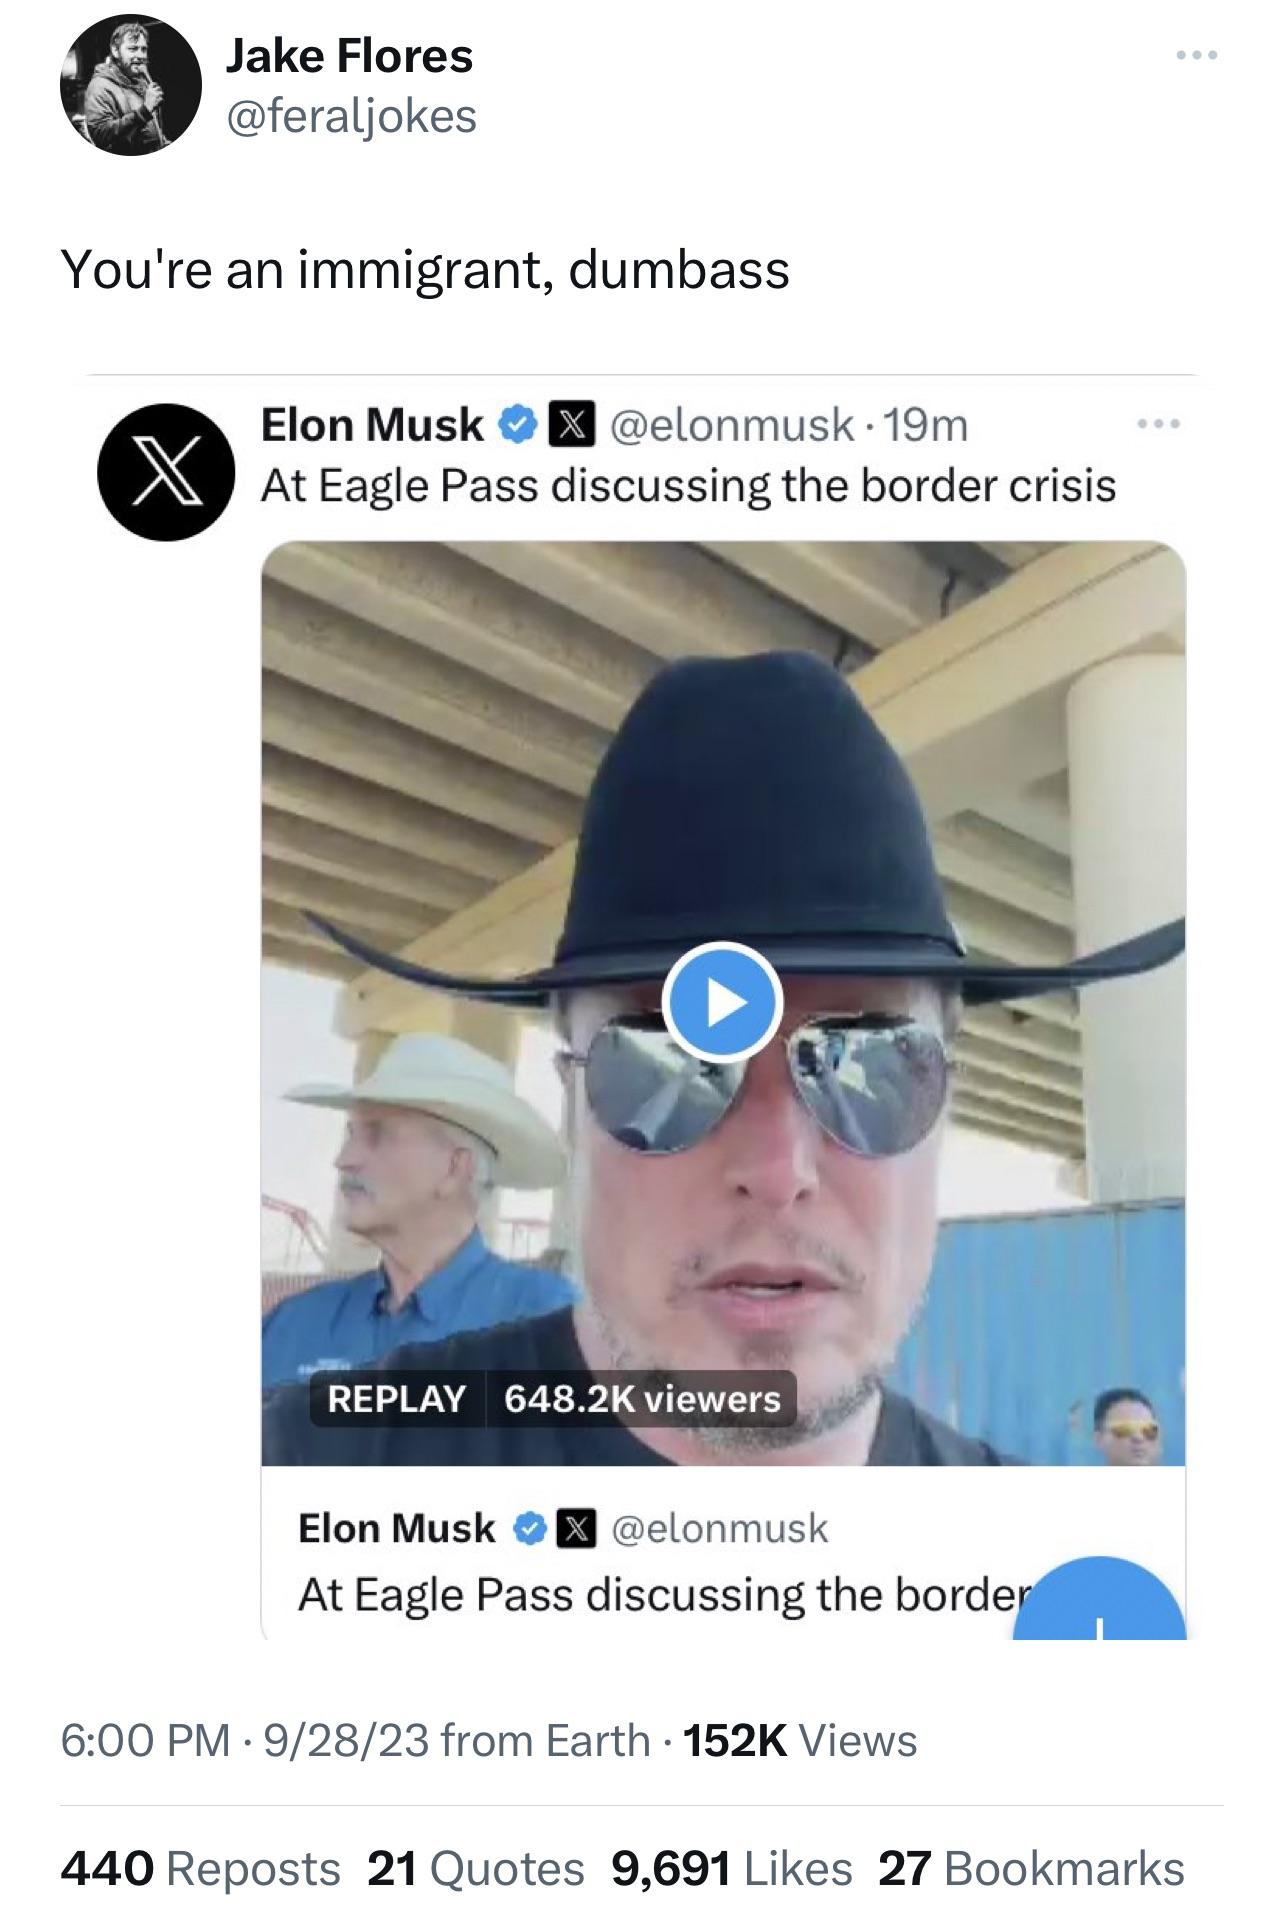 Jake Flores
@feraljokes
You're an immigrant, dumbass
Elon Musk X @elonmusk · 19m
X
At Eagle Pass discussing the border crisis
REPLAY 648.2K viewers
Elon Musk X @elonmusk
At Eagle Pass discussing the border
6:00 PM · 9/28/23 from Earth · 152K Views
440 Reposts 21 Quotes 9,691 Likes 27 Bookmarks